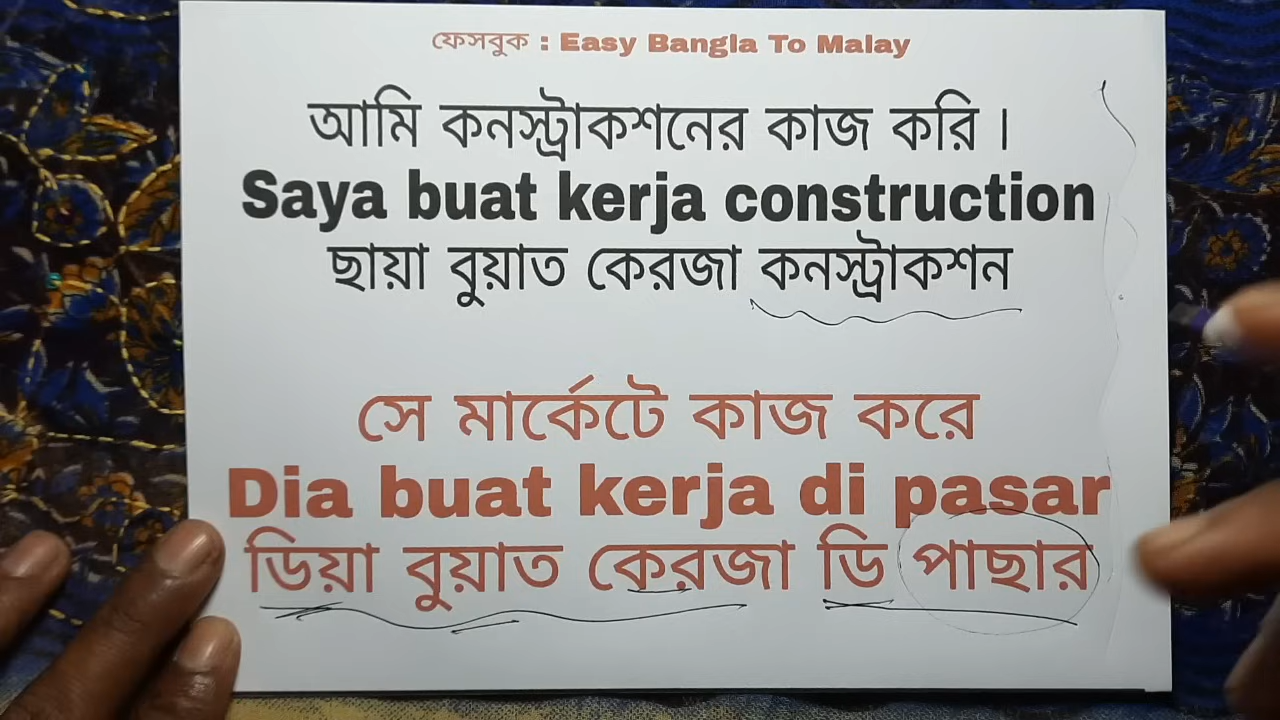 ফেসবুক : Easy Bangla To Malay
আমি কনস্ট্রাকশনের কাজ করি ।
Saya buat kerja construction
ছায়া বুয়াত কেরজা কনস্ট্রাকশন
সে মার্কেটে কাজ করে
Dia buat kerja di pasar
ডিয়া বুয়াত কেরজা ডি পাছার